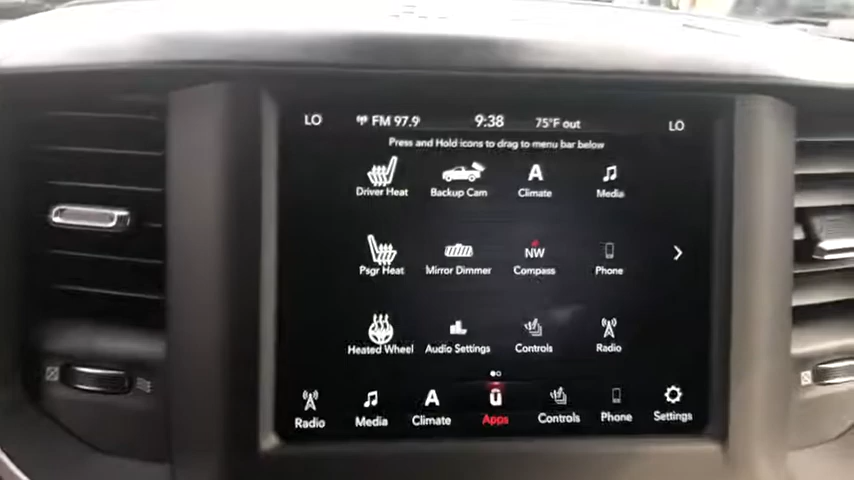 LO FM 97.9 9:38 75°F out LO
Press and Hold icons to drag to menu bar below
Driver Heat Backup Cam A Climate Media
Psgr Heat Mirror Dimmer NW Compass Phone
Heated Wheel Audio Settings Controls Radio
Radio Media A Climate ū Apps Controls Phone Settings